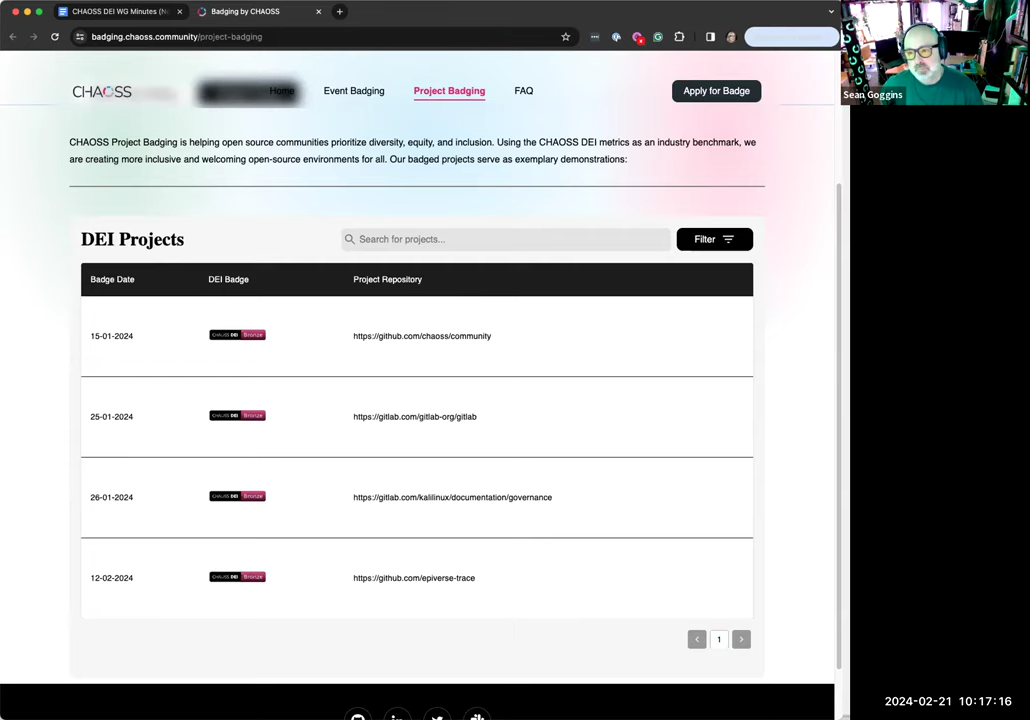 CHAOSS DEI WG Minutes (N
Badging by CHAOSS
badging.chaoss.community/project-badging
CHAOSS
Home
Event Badging
Project Badging
FAQ
Apply for Badge
Sean Goggins
CHAOSS Project Badging is helping open source communities prioritize diversity, equity, and inclusion. Using the CHAOSS DEI metrics as an industry benchmark, we
are creating more inclusive and welcoming open-source environments for all. Our badged projects serve as exemplary demonstrations:
DEI Projects
Search for projects...
Filter
Badge Date
DEI Badge
Project Repository
15-01-2024
CHAOSS DEI Bronze
https://github.com/chaoss/community
25-01-2024
CHAOSS DEI Bronze
https://gitlab.com/gitlab-org/gitlab
26-01-2024
CHAOSS DEI Bronze
https://gitlab.com/kalilinux/documentation/governance
12-02-2024
CHAOSS DEI Bronze
https://github.com/epiverse-trace
1
2024-02-21 10:17:16